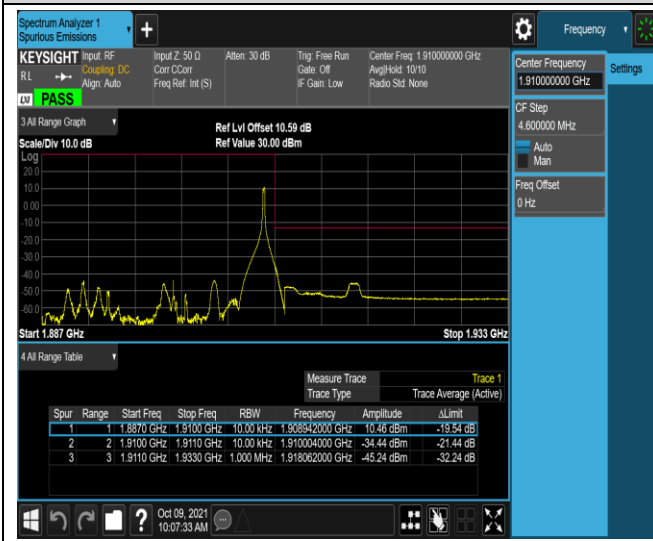 Spectrum Analyzer 1
Spurious Emissions
+
Frequency
KEYSIGHT Input: RF Input Z: 50 Ω Atten: 30 dB Trig: Free Run Center Freq: 1.910000000 GHz
RL Coupling: DC Corr CCorr Gate: Off Avg|Hold: 10/10
Align: Auto Freq Ref: Int (S) IF Gain: Low Radio Std: None
LXI PASS
Center Frequency
1.910000000 GHz
Settings
CF Step
4.600000 MHz
Auto
Man
Freq Offset
0 Hz
3 All Range Graph
Ref Lvl Offset 10.59 dB
Scale/Div 10.0 dB Ref Value 30.00 dBm
Log
20.0
10.0
0.00
-10.0
-20.0
-30.0
-40.0
-50.0
-60.0
Start 1.887 GHz Stop 1.933 GHz
4 All Range Table
Measure Trace Trace 1
Trace Type Trace Average (Active)
Spur Range Start Freq Stop Freq RBW Frequency Amplitude ΔLimit
1 1 1.8870 GHz 1.9100 GHz 10.00 kHz 1.908942000 GHz 10.46 dBm -19.54 dB
2 2 1.9100 GHz 1.9110 GHz 10.00 kHz 1.910004000 GHz -34.44 dBm -21.44 dB
3 3 1.9110 GHz 1.9330 GHz 1.000 MHz 1.918062000 GHz -45.24 dBm -32.24 dB
? Oct 09, 2021
10:07:33 AM